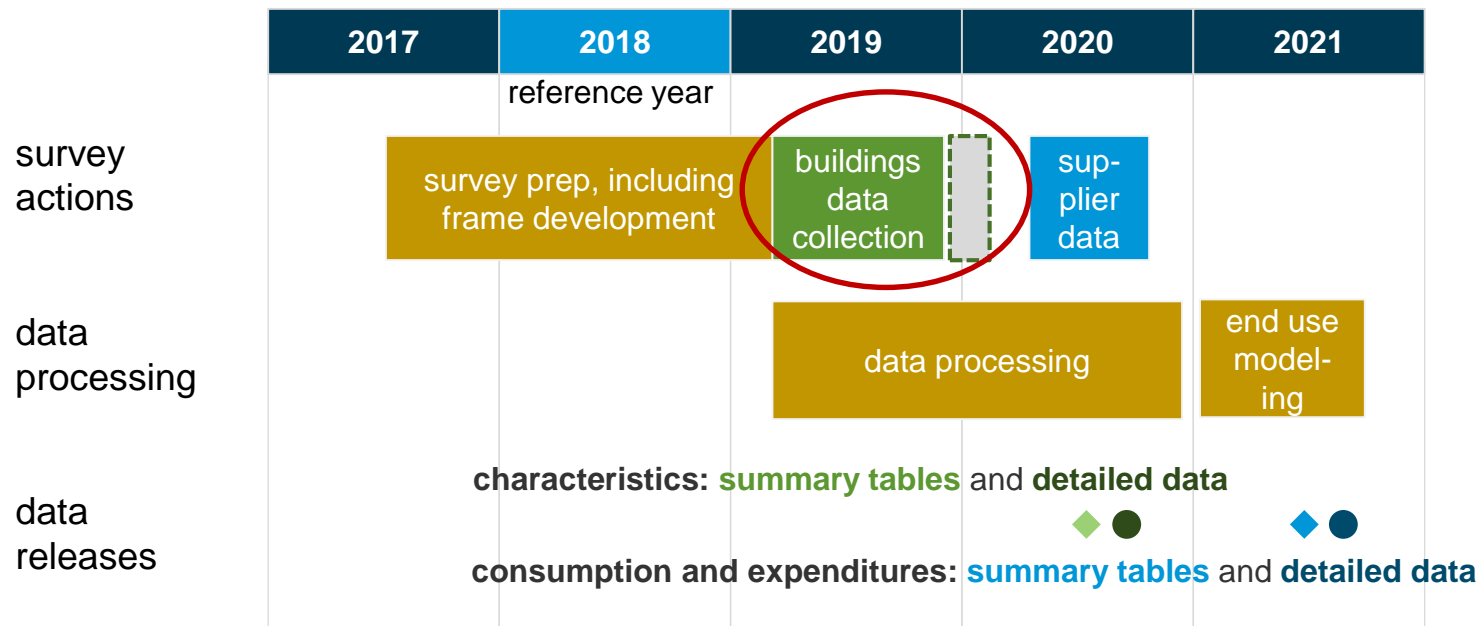 2017 2018 2019 2020 2021
reference year
survey
actions
survey prep, including
frame development
buildings
data
collection
sup-
plier
data
data
processing
data processing
end use
model-
ing
characteristics: summary tables and detailed data
data
releases
consumption and expenditures: summary tables and detailed data